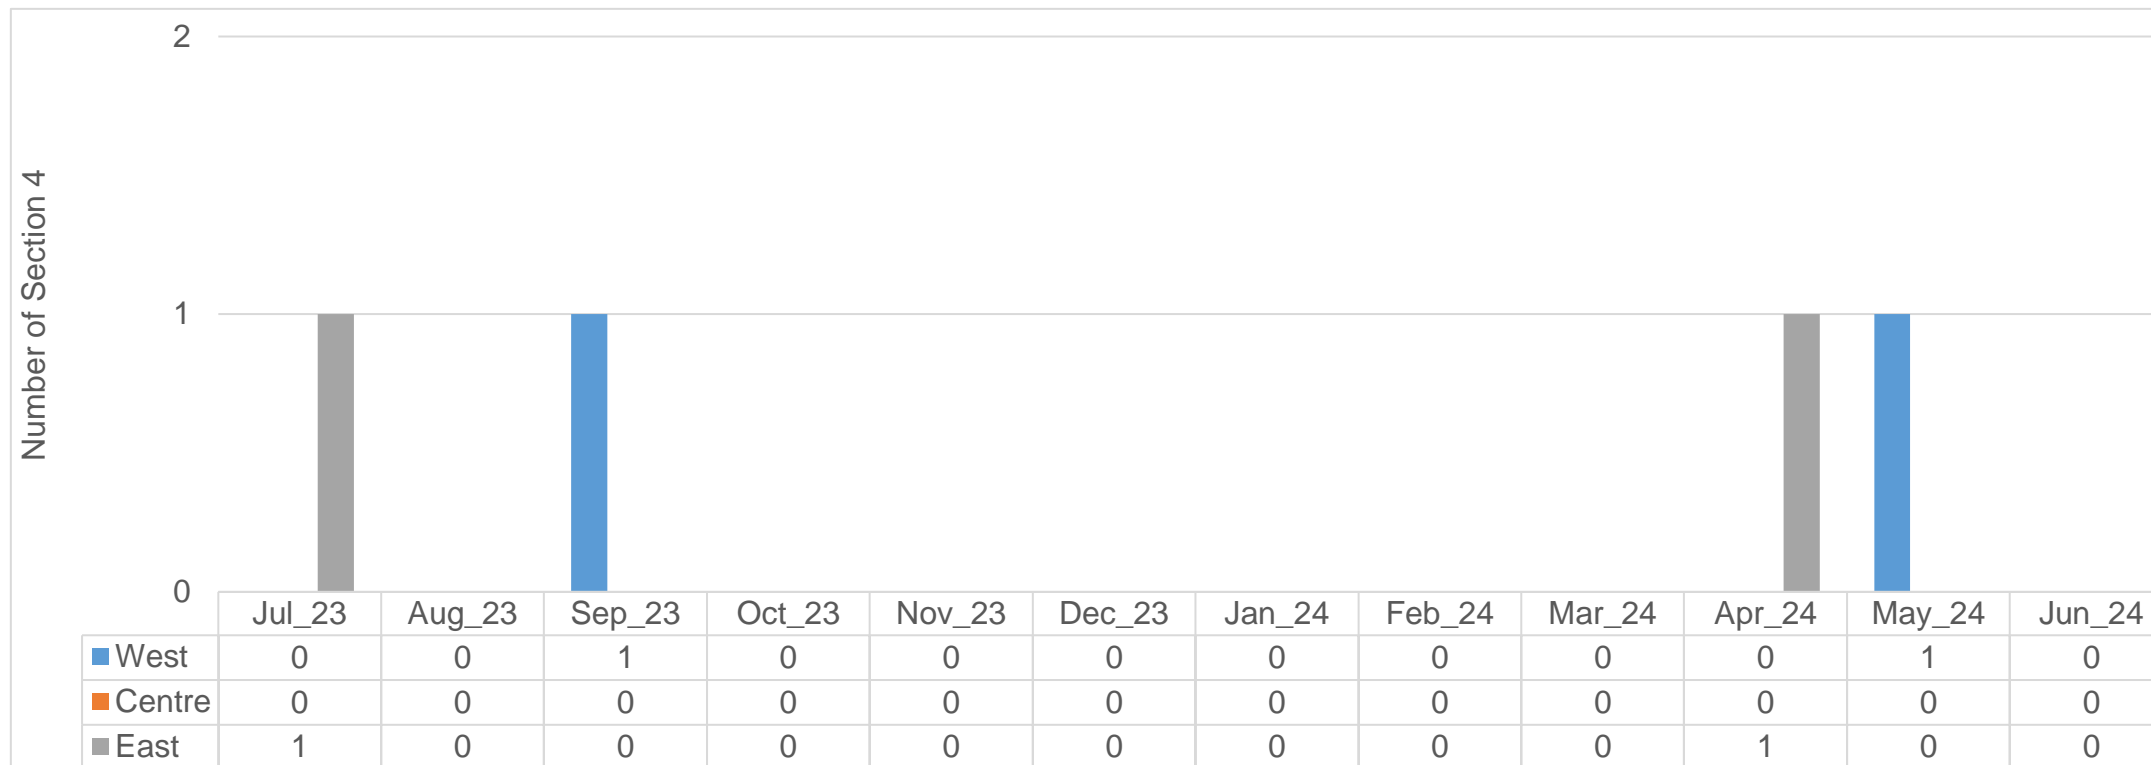 2
1
0
Number of Section 4
Jul_23 Aug_23 Sep_23 Oct_23 Nov_23 Dec_23 Jan_24 Feb_24 Mar_24 Apr_24 May_24 Jun_24
West 0 0 1 0 0 0 0 0 0 0 1 0
Centre 0 0 0 0 0 0 0 0 0 0 0 0
East 1 0 0 0 0 0 0 0 0 1 0 0